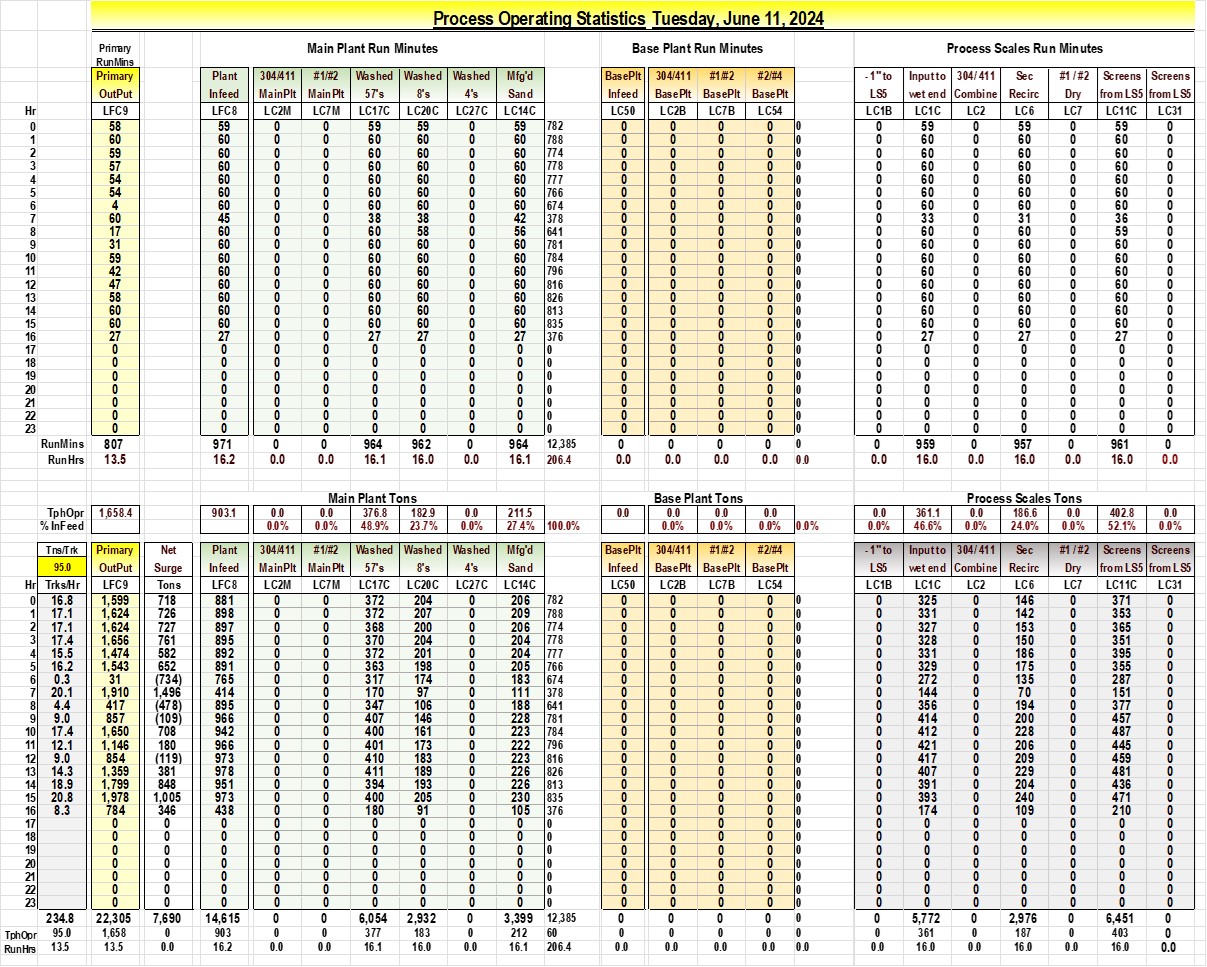 Process Operating Statistics Tuesday, June 11, 2024
Primary Main Plant Run Minutes Base Plant Run Minutes Process Scales Run Minutes
RunMins
Primary Plant 304/411 #1/#2 Washed Washed Washed Mfg'd BasePlt 304/411 #1/#2 #2/#4 - 1" to Input to 304/ 411 Sec #1 / #2 Screens Screens
OutPut Infeed MainPlt MainPlt 57's 8's 4's Sand Infeed BasePlt BasePlt BasePlt LS5 wet end Combine Recirc Dry from LS5 from LS5
Hr LFC9 LFC8 LC2M LC7M LC17C LC20C LC27C LC14C LC50 LC2B LC7B LC54 LC1B LC1C LC2 LC6 LC7 LC11C LC31
0 58 59 0 0 59 59 0 59 782 0 0 0 0 0 0 59 0 59 0 59 0
1 60 60 0 0 60 60 0 60 788 0 0 0 0 0 0 60 0 60 0 60 0
2 59 60 0 0 60 60 0 60 774 0 0 0 0 0 0 60 0 60 0 60 0
3 57 60 0 0 60 60 0 60 778 0 0 0 0 0 0 60 0 60 0 60 0
4 54 60 0 0 60 60 0 60 777 0 0 0 0 0 0 60 0 60 0 60 0
5 54 60 0 0 60 60 0 60 766 0 0 0 0 0 0 60 0 60 0 60 0
6 4 60 0 0 60 60 0 60 674 0 0 0 0 0 0 60 0 60 0 60 0
7 60 45 0 0 38 38 0 42 378 0 0 0 0 0 0 33 0 31 0 36 0
8 17 60 0 0 60 58 0 56 641 0 0 0 0 0 0 60 0 60 0 59 0
9 31 60 0 0 60 60 0 60 781 0 0 0 0 0 0 60 0 60 0 60 0
10 59 60 0 0 60 60 0 60 784 0 0 0 0 0 0 60 0 60 0 60 0
11 42 60 0 0 60 60 0 60 796 0 0 0 0 0 0 60 0 60 0 60 0
12 47 60 0 0 60 60 0 60 816 0 0 0 0 0 0 60 0 60 0 60 0
13 58 60 0 0 60 60 0 60 826 0 0 0 0 0 0 60 0 60 0 60 0
14 60 60 0 0 60 60 0 60 813 0 0 0 0 0 0 60 0 60 0 60 0
15 60 60 0 0 60 60 0 60 835 0 0 0 0 0 0 60 0 60 0 60 0
16 27 27 0 0 27 27 0 27 376 0 0 0 0 0 0 27 0 27 0 27 0
17 0 0 0 0 0 0 0 0 0 0 0 0 0 0 0 0 0 0 0 0 0
18 0 0 0 0 0 0 0 0 0 0 0 0 0 0 0 0 0 0 0 0 0
19 0 0 0 0 0 0 0 0 0 0 0 0 0 0 0 0 0 0 0 0 0
20 0 0 0 0 0 0 0 0 0 0 0 0 0 0 0 0 0 0 0 0 0
21 0 0 0 0 0 0 0 0 0 0 0 0 0 0 0 0 0 0 0 0 0
22 0 0 0 0 0 0 0 0 0 0 0 0 0 0 0 0 0 0 0 0 0
23 0 0 0 0 0 0 0 0 0 0 0 0 0 0 0 0 0 0 0 0 0
RunMins 807 971 0 0 964 962 0 964 12,385 0 0 0 0 0 0 959 0 957 0 961 0
RunHrs 13.5 16.2 0.0 0.0 16.1 16.0 0.0 16.1 206.4 0.0 0.0 0.0 0.0 0.0 0.0 16.0 0.0 16.0 0.0 16.0 0.0
Main Plant Tons Base Plant Tons Process Scales Tons
TphOpr 1,658.4 903.1 0.0 0.0 376.8 182.9 0.0 211.5 0.0 0.0 0.0 0.0 0.0 361.1 0.0 186.6 0.0 402.8 0.0
% InFeed 0.0% 0.0% 48.9% 23.7% 0.0% 27.4% 100.0% 0.0% 0.0% 0.0% 0.0% 0.0% 46.6% 0.0% 24.0% 0.0% 52.1% 0.0%
Tns/Trk Primary Net Plant 304/411 #1/#2 Washed Washed Washed Mfg'd BasePlt 304/411 #1/#2 #2/#4 - 1" to Input to 304/ 411 Sec #1 / #2 Screens Screens
95.0 OutPut Surge Infeed MainPlt MainPlt 57's 8's 4's Sand Infeed BasePlt BasePlt BasePlt LS5 wet end Combine Recirc Dry from LS5 from LS5
Hr Trks/Hr LFC9 Tons LFC8 LC2M LC7M LC17C LC20C LC27C LC14C LC50 LC2B LC7B LC54 LC1B LC1C LC2 LC6 LC7 LC11C LC31
0 16.8 1,599 718 881 0 0 372 204 0 206 782 0 0 0 0 0 0 325 0 146 0 371 0
1 17.1 1,624 726 898 0 0 372 207 0 209 788 0 0 0 0 0 0 331 0 142 0 353 0
2 17.1 1,624 727 897 0 0 368 200 0 206 774 0 0 0 0 0 0 327 0 153 0 365 0
3 17.4 1,656 761 895 0 0 370 204 0 204 778 0 0 0 0 0 0 328 0 150 0 351 0
4 15.5 1,474 582 892 0 0 372 201 0 204 777 0 0 0 0 0 0 331 0 186 0 395 0
5 16.2 1,543 652 891 0 0 363 198 0 205 766 0 0 0 0 0 0 329 0 175 0 355 0
6 0.3 31 (734) 765 0 0 317 174 0 183 674 0 0 0 0 0 0 272 0 135 0 287 0
7 20.1 1,910 1,496 414 0 0 170 97 0 111 378 0 0 0 0 0 0 144 0 70 0 151 0
8 4.4 417 (478) 895 0 0 347 106 0 188 641 0 0 0 0 0 0 356 0 194 0 377 0
9 9.0 857 (109) 966 0 0 407 146 0 228 781 0 0 0 0 0 0 414 0 200 0 457 0
10 17.4 1,650 708 942 0 0 400 161 0 223 784 0 0 0 0 0 0 412 0 228 0 487 0
11 12.1 1,146 180 966 0 0 401 173 0 222 796 0 0 0 0 0 0 421 0 206 0 445 0
12 9.0 854 (119) 973 0 0 410 183 0 223 816 0 0 0 0 0 0 417 0 209 0 459 0
13 14.3 1,359 381 978 0 0 411 189 0 226 826 0 0 0 0 0 0 407 0 229 0 481 0
14 18.9 1,799 848 951 0 0 394 193 0 226 813 0 0 0 0 0 0 391 0 204 0 436 0
15 20.8 1,978 1,005 973 0 0 400 205 0 230 835 0 0 0 0 0 0 393 0 240 0 471 0
16 8.3 784 346 438 0 0 180 91 0 105 376 0 0 0 0 0 0 174 0 109 0 210 0
17 0 0 0 0 0 0 0 0 0 0 0 0 0 0 0 0 0 0 0 0 0 0
18 0 0 0 0 0 0 0 0 0 0 0 0 0 0 0 0 0 0 0 0 0 0
19 0 0 0 0 0 0 0 0 0 0 0 0 0 0 0 0 0 0 0 0 0 0
20 0 0 0 0 0 0 0 0 0 0 0 0 0 0 0 0 0 0 0 0 0 0
21 0 0 0 0 0 0 0 0 0 0 0 0 0 0 0 0 0 0 0 0 0 0
22 0 0 0 0 0 0 0 0 0 0 0 0 0 0 0 0 0 0 0 0 0 0
23 0 0 0 0 0 0 0 0 0 0 0 0 0 0 0 0 0 0 0 0 0 0
234.8 22,305 7,690 14,615 0 0 6,054 2,932 0 3,399 12,385 0 0 0 0 0 0 5,772 0 2,976 0 6,451 0
TphOpr 95.0 1,658 0 903 0 0 377 183 0 212 60 0 0 0 0 0 0 361 0 187 0 403 0
RunHrs 13.5 13.5 0.0 16.2 0.0 0.0 16.1 16.0 0.0 16.1 206.4 0.0 0.0 0.0 0.0 0.0 0.0 16.0 0.0 16.0 0.0 16.0 0.0